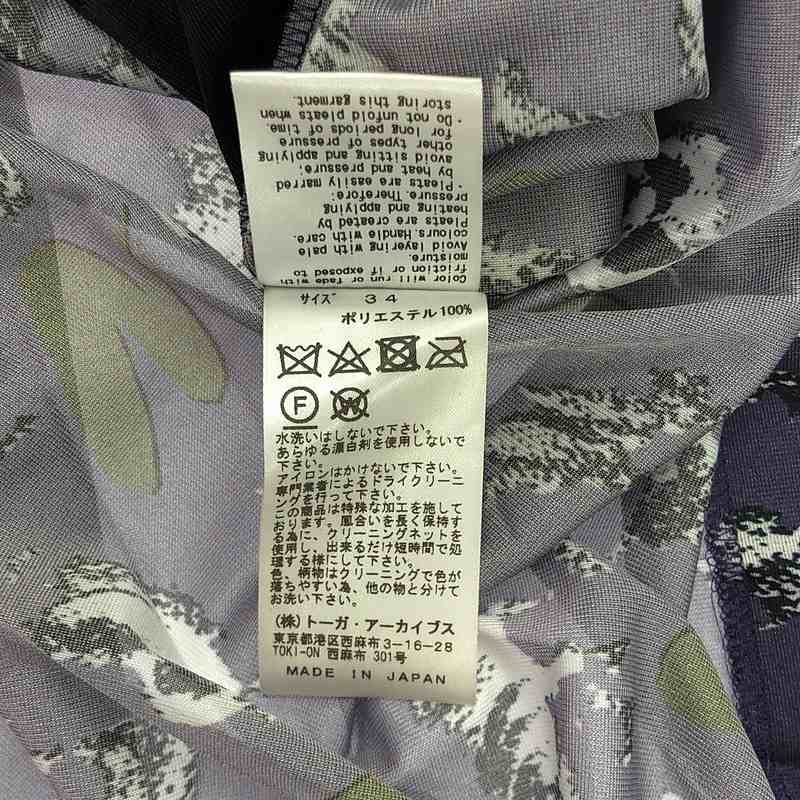 Color will run or fade with
friction or if exposed to
moisture.
Avoid layering with pale
colours. Handle with care.
Pleats are created by
heating and applying
pressure. Therefore:
・Pleats are easily marred
by heat and pressure;
avoid sitting and applying
other types of pressure
for long periods of time.
・Do not unfold pleats when
storing this garment.
サイズ 34
ポリエステル100%
F
W
水洗いはしないで下さい。
あらゆる漂白剤を使用しないで
下さい。
アイロンはかけないで下さい。
専門業者によるドライクリーニ
ングを行って下さい。
この商品は特殊な加工を施して
おります。風合いを長く保持す
る為に、クリーニングネットを
使用し、出来るだけ短時間で処
理する様にして下さい。
色、柄物はクリーニングで色が
落ちやすい為、他の物と分けて
お洗い下さい。
(株)トーガ・アーカイブス
東京都港区西麻布 3-16-28
TOKI-ON 西麻布 301号
MADE IN JAPAN